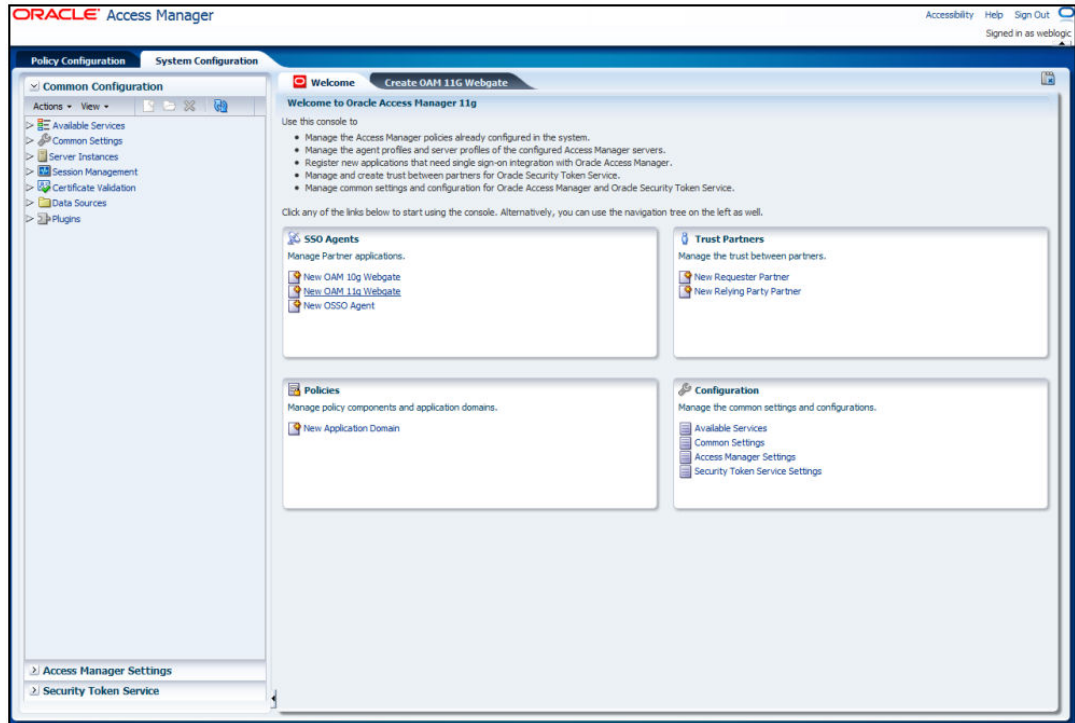 ORACLE Access Manager
Accessibility Help Sign Out
Signed in as weblogic
Policy Configuration System Configuration
Common Configuration
Actions View
Available Services
Common Settings
Server Instances
Session Management
Certificate Validation
Data Sources
Plugins
Access Manager Settings
Security Token Service
Welcome Create OAM 11G Webgate
Welcome to Oracle Access Manager 11g
Use this console to
• Manage the Access Manager policies already configured in the system.
• Manage the agent profiles and server profiles of the configured Access Manager servers.
• Register new applications that need single sign-on integration with Oracle Access Manager.
• Manage and create trust between partners for Oracle Security Token Service.
• Manage common settings and configuration for Oracle Access Manager and Oracle Security Token Service.
Click any of the links below to start using the console. Alternatively, you can use the navigation tree on the left as well.
SSO Agents
Manage Partner applications.
New OAM 10g Webgate
New OAM 11g Webgate
New OSSO Agent
Trust Partners
Manage the trust between partners.
New Requester Partner
New Relying Party Partner
Policies
Manage policy components and application domains.
New Application Domain
Configuration
Manage the common settings and configurations.
Available Services
Common Settings
Access Manager Settings
Security Token Service Settings